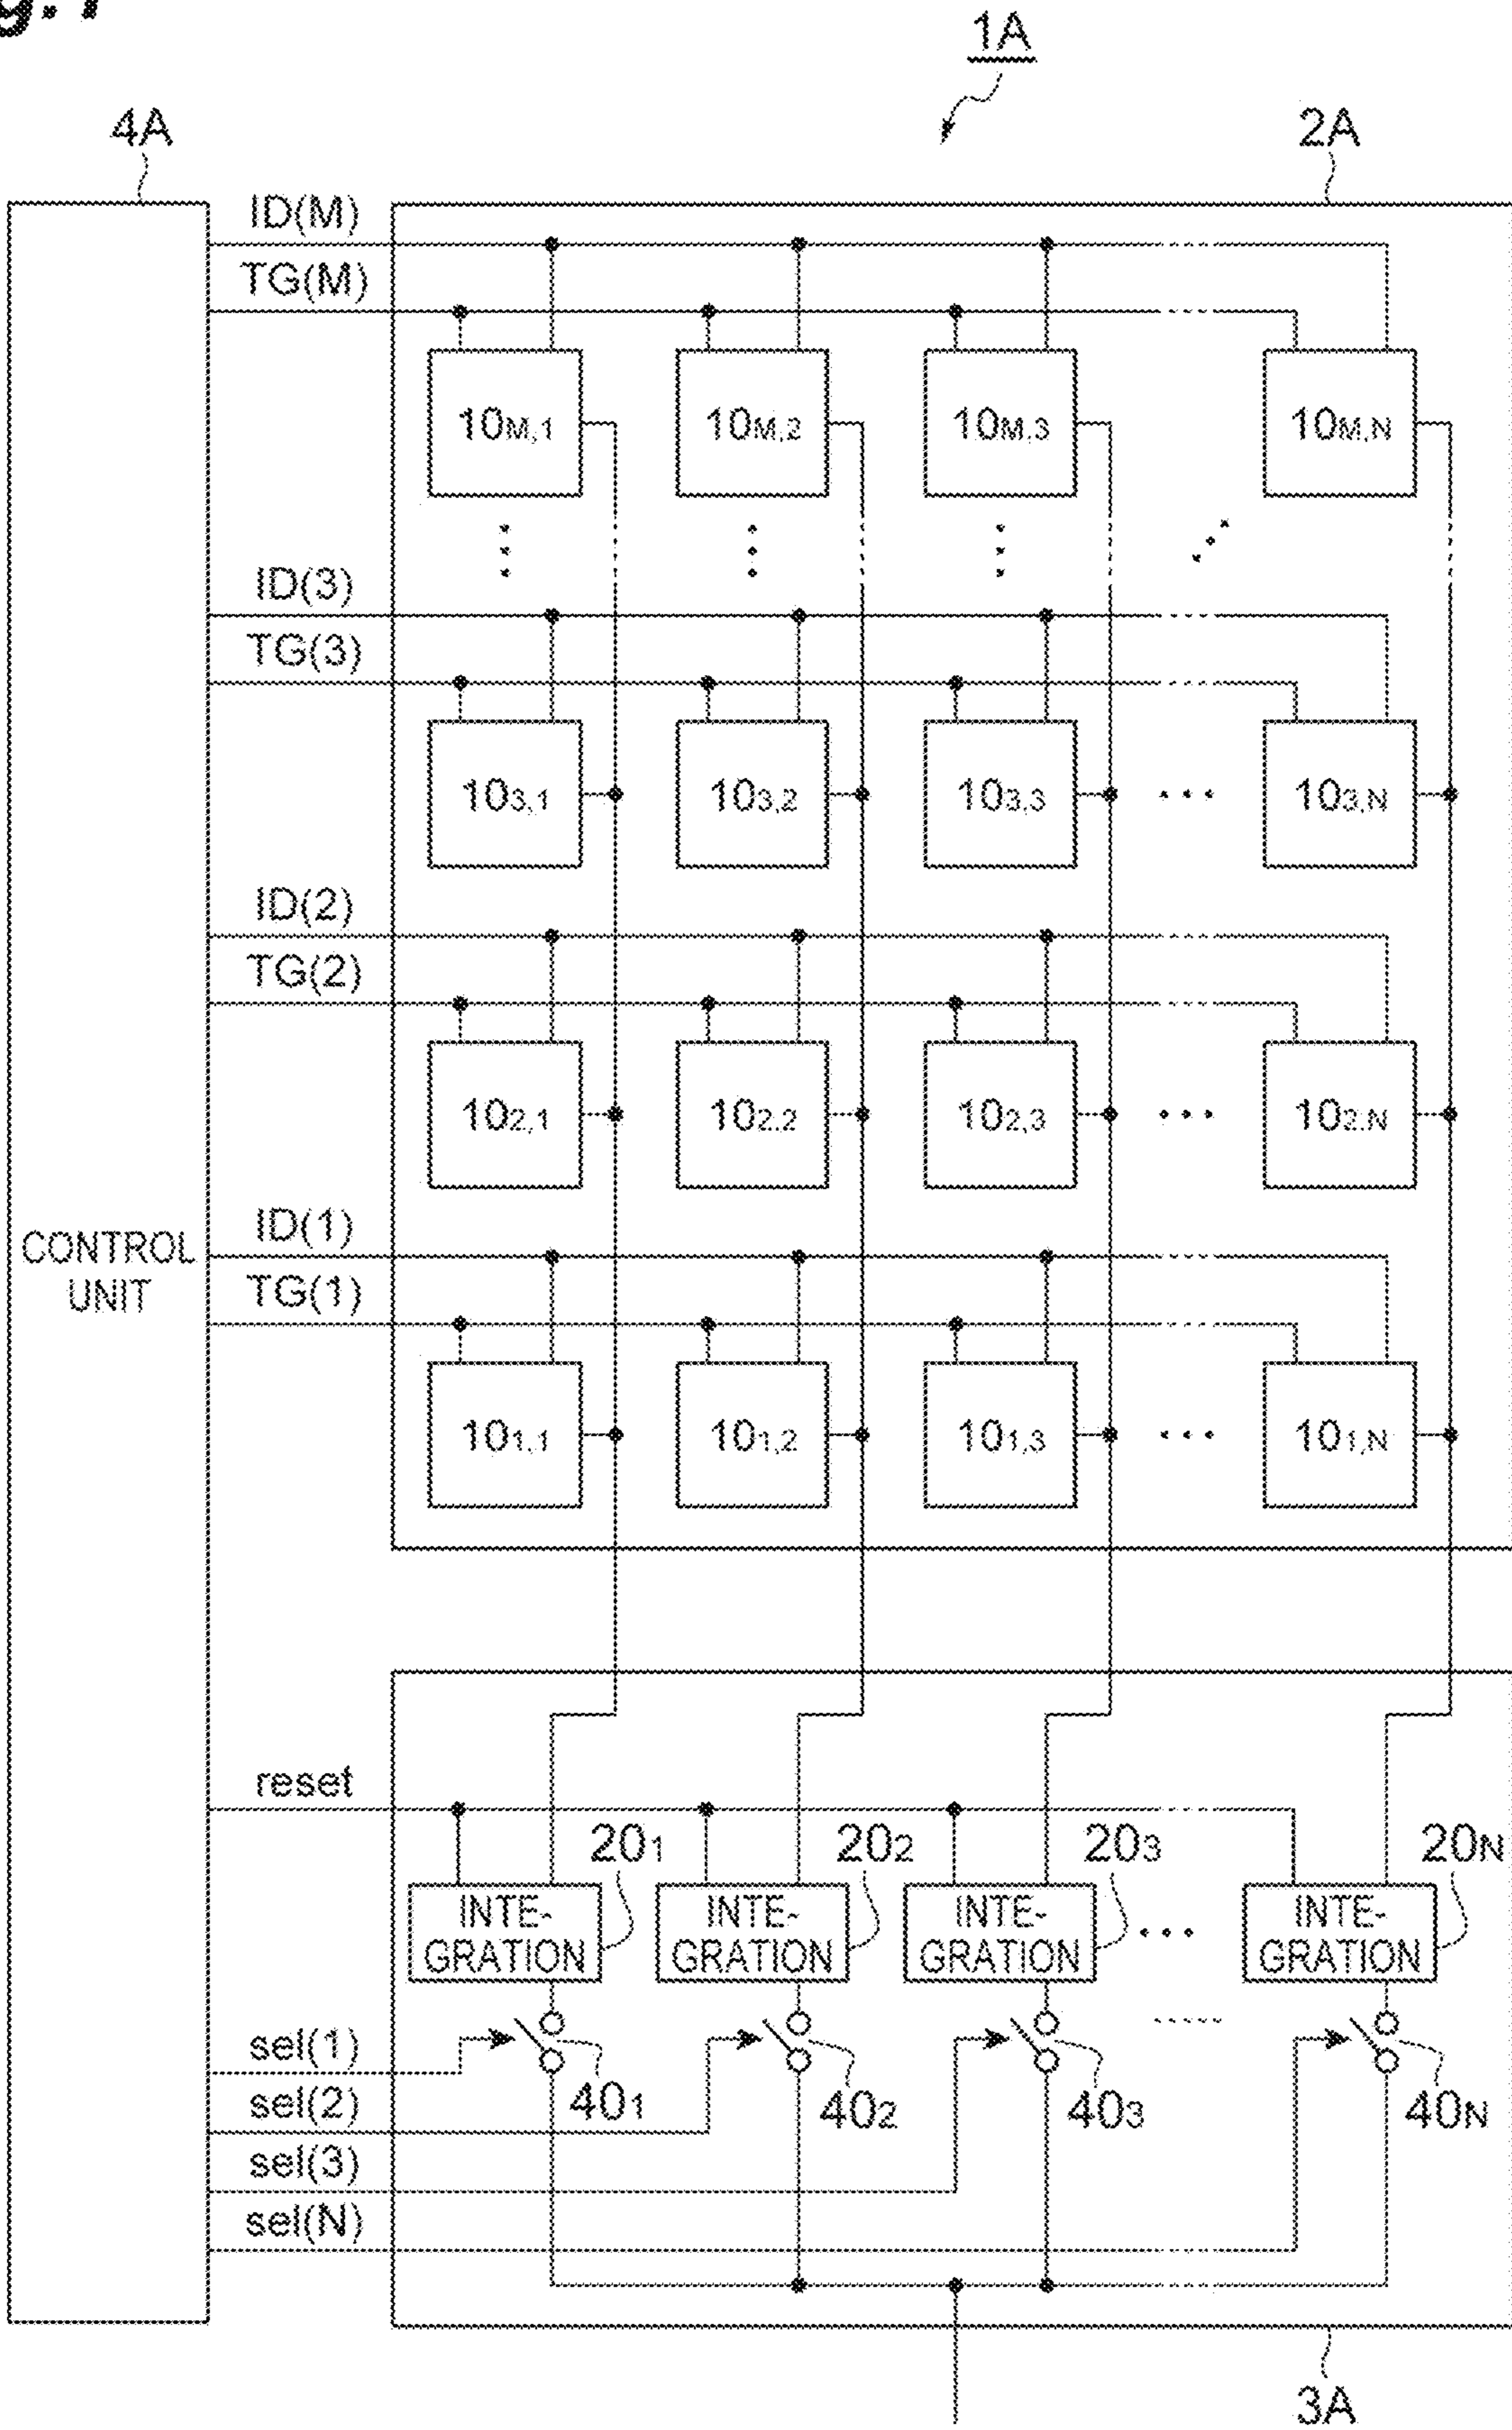 g.1
1A
4A
2A
ID(M)
TG(M)
10M,1 10M,2 10M,3 10M,N
ID(3)
TG(3)
103,1 103,2 103,3 103,N
ID(2)
TG(2)
102,1 102.2 102,3 102.N
ID(1)
CONTROL
UNIT
TG(1)
101,1 101,2 101,3 101,N
reset
201 202 203 20N
INTE-
GRATION
INTE-
GRATION
INTE-
GRATION
INTE-
GRATION
sel(1)
401 402 403 40N
sel(2)
sel(3)
sel(N)
3A